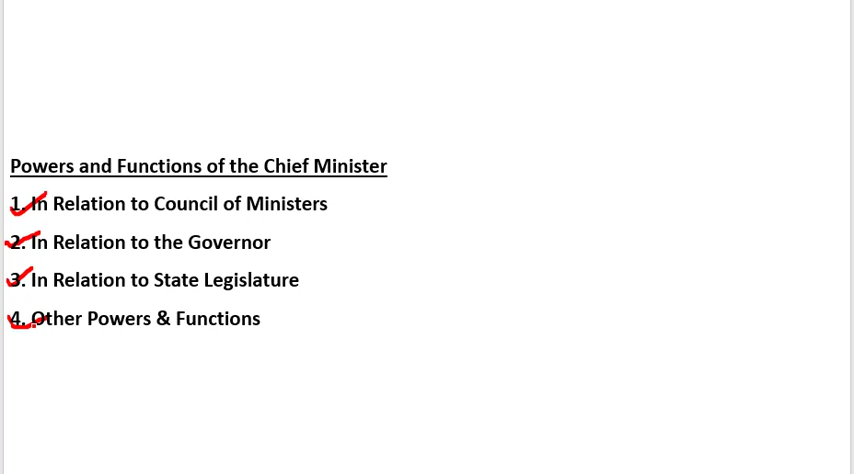 Powers and Functions of the Chief Minister
1. In Relation to Council of Ministers
2. In Relation to the Governor
3. In Relation to State Legislature
4. Other Powers & Functions